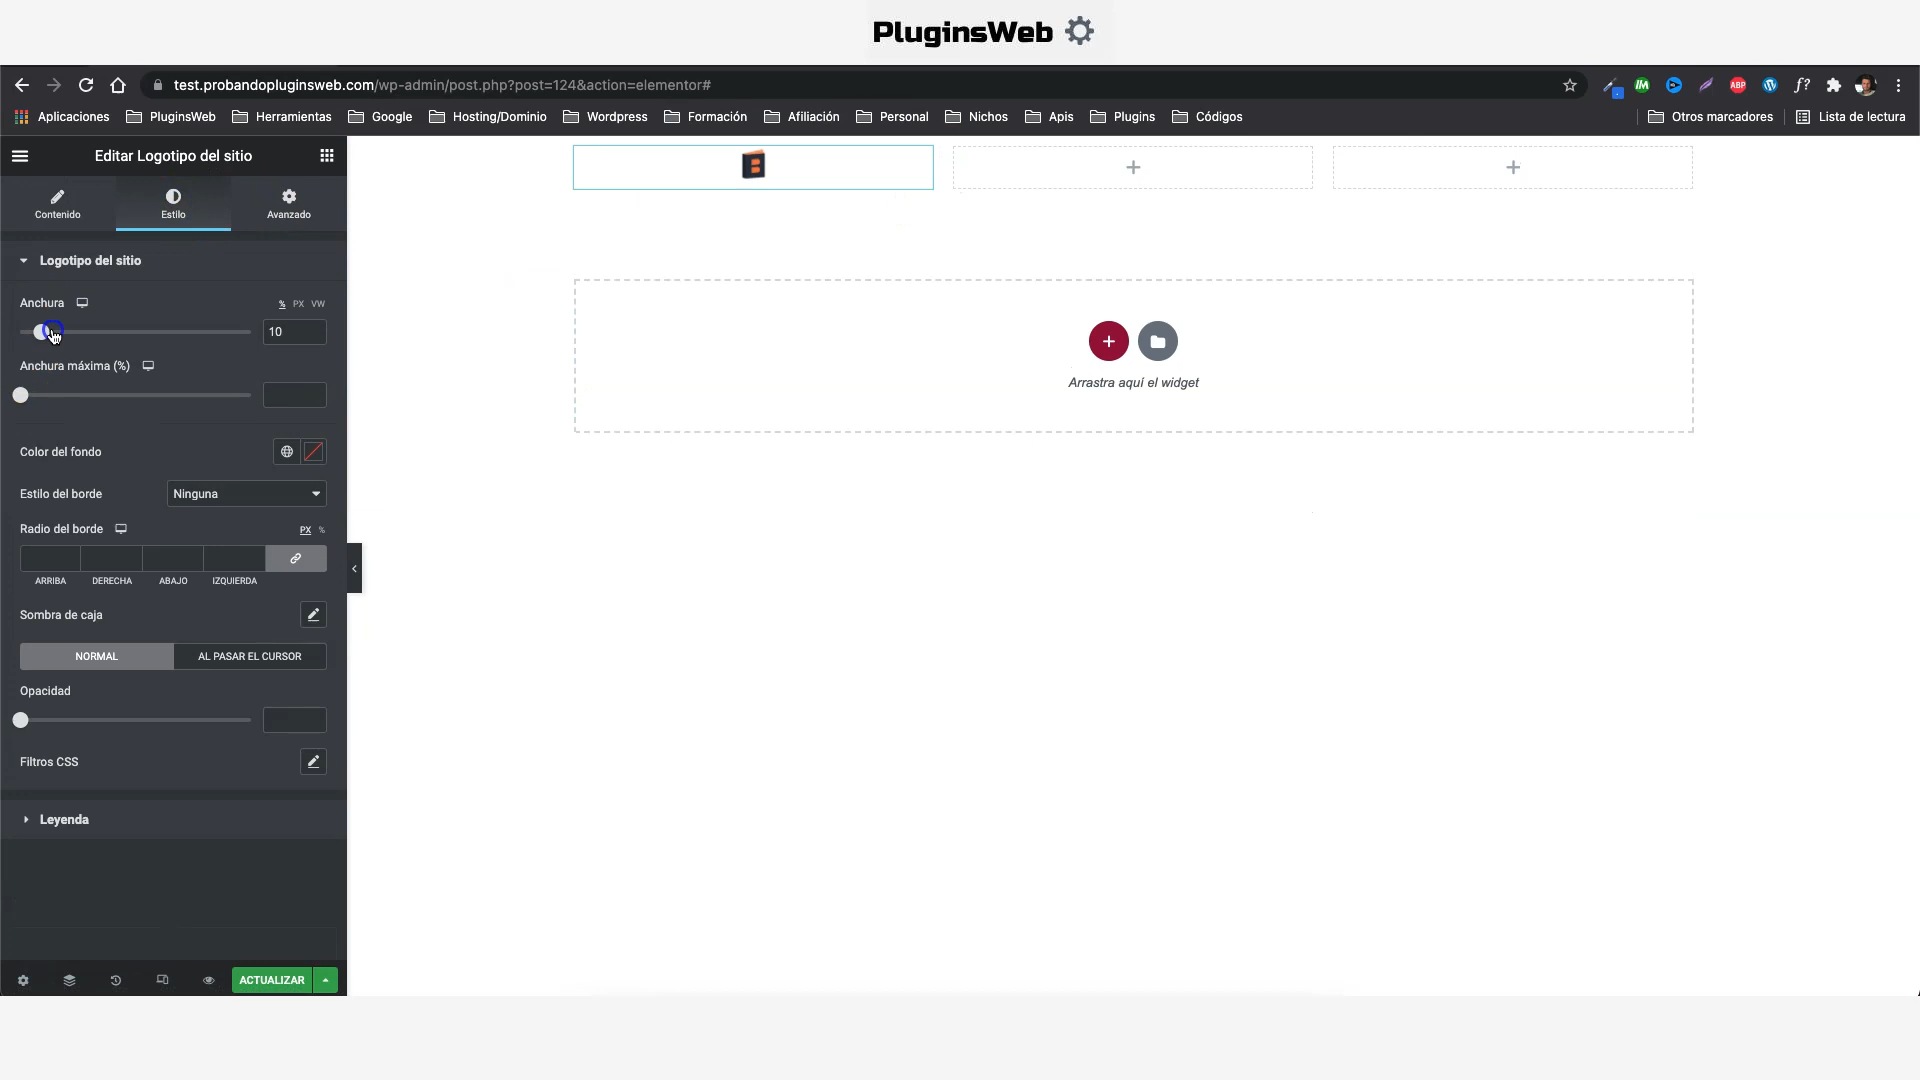 PluginsWeb
test.probandopluginsweb.com/wp-admin/post.php?post=124&action=elementor#
ABP
f?
Aplicaciones PluginsWeb Herramientas Google Hosting/Dominio Wordpress Formación Afiliación Personal Nichos Apis Plugins Códigos Otros marcadores Lista de lectura
Editar Logotipo del sitio
Contenido Estilo Avanzado
Logotipo del sitio
Anchura % PX VW
10
Anchura máxima (%)
Color del fondo
Estilo del borde Ninguna
Radio del borde PX %
ARRIBA DERECHA ABAJO IZQUIERDA
Sombra de caja
NORMAL AL PASAR EL CURSOR
Opacidad
Filtros CSS
Leyenda
ACTUALIZAR
B
Arrastra aquí el widget